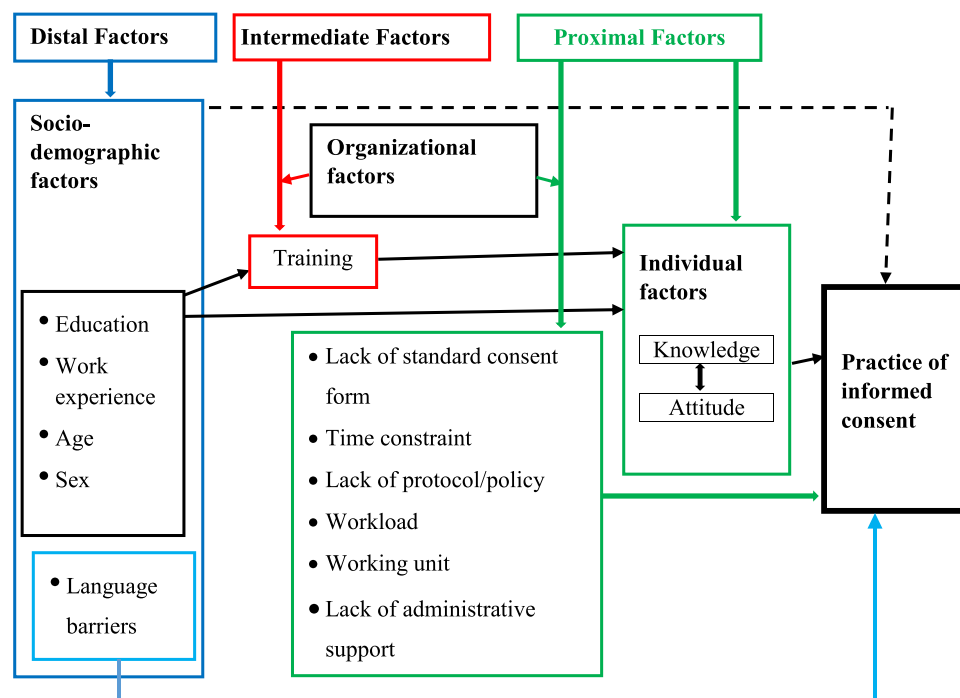 Distal Factors
Intermediate Factors
Proximal Factors
Socio-
demographic
factors
Organizational
factors
Training
Individual
factors
Knowledge
Attitude
• Education
• Work
experience
• Age
• Sex
• Language
barriers
• Lack of standard consent
form
• Time constraint
• Lack of protocol/policy
• Workload
• Working unit
• Lack of administrative
support
Practice of
informed
consent